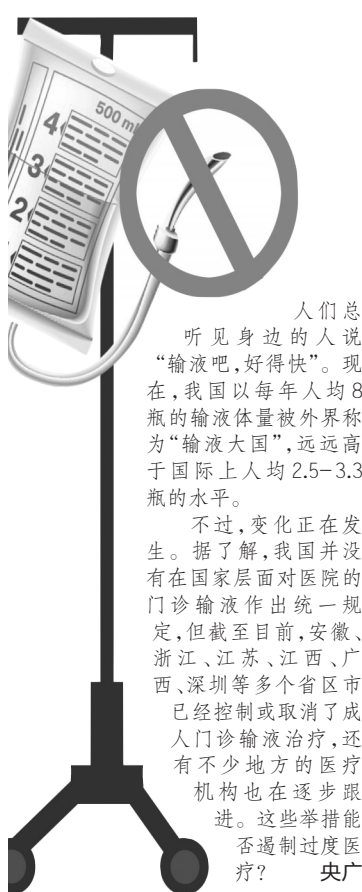 500 ml
4
3
2
人们总
听见身边的人说
“输液吧,好得快”。现
在,我国以每年人均8
瓶的输液体量被外界称
为“输液大国”,远远高
于国际上人均2.5-3.3
瓶的水平。
不过,变化正在发
生。据了解,我国并没
有在国家层面对医院的
门诊输液作出统一规
定,但截至目前,安徽、
浙江、江苏、江西、广
西、深圳等多个省区市
已经控制或取消了成
人门诊输液治疗,还
有不少地方的医疗
机构也在逐步跟
进。这些举措能
否遏制过度医
疗? 央广